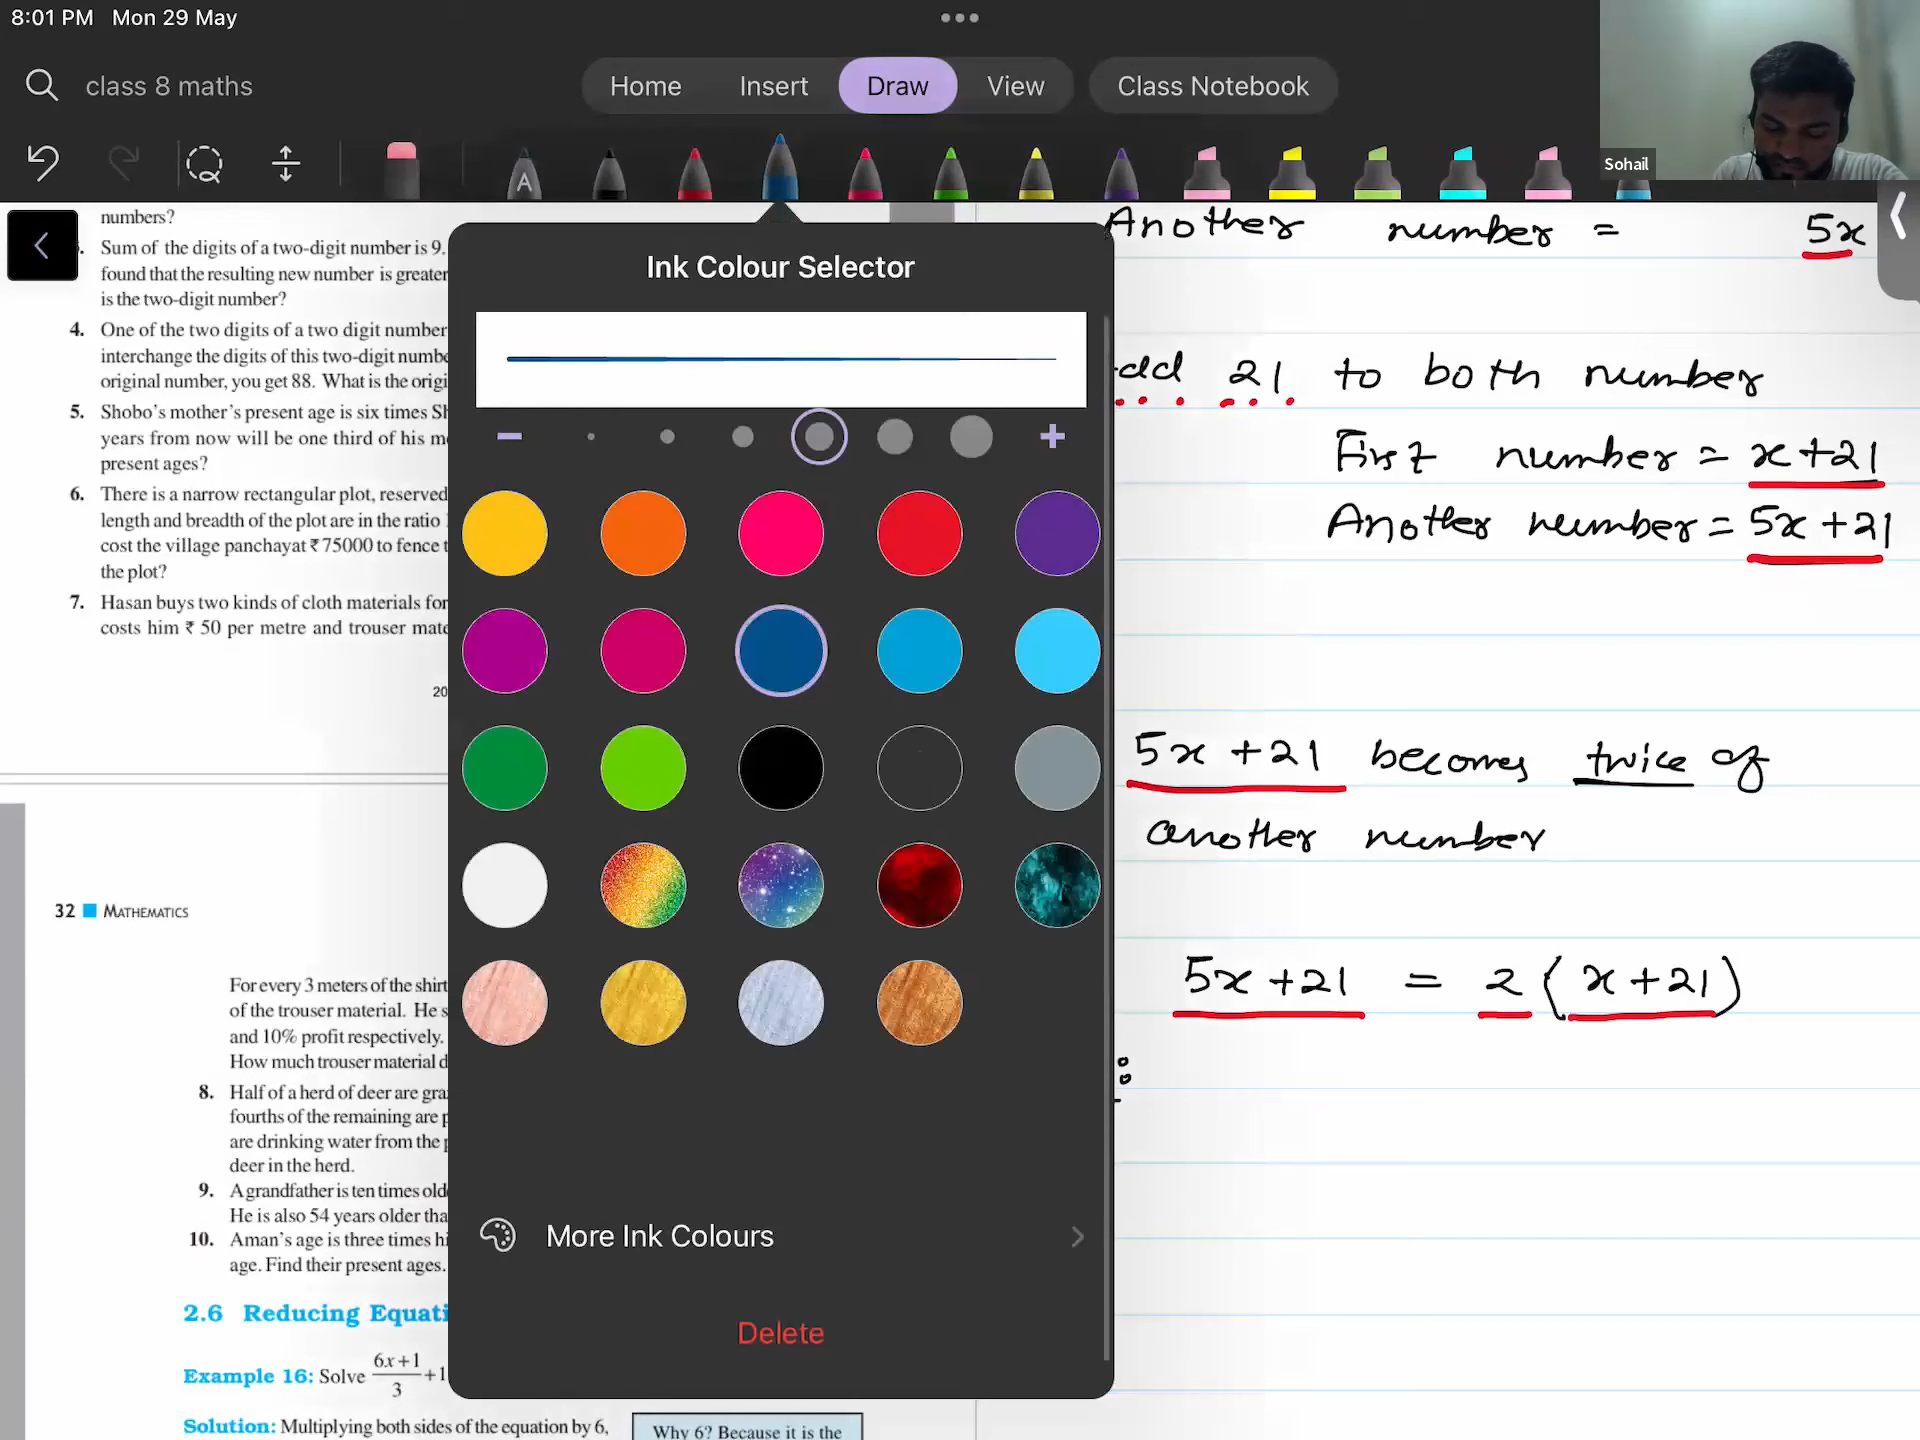 8:01 PM Mon 29 May
class 8 maths
Home Insert Draw View Class Notebook
A
Sohail
numbers?
Sum of the digits of a two-digit number is 9.
found that the resulting new number is greater
is the two-digit number?
4. One of the two digits of a two digit number
interchange the digits of this two-digit numbe
original number, you get 88. What is the origi
5. Shobo's mother's present age is six times Sh
years from now will be one third of his m
present ages?
6. There is a narrow rectangular plot, reserved
length and breadth of the plot are in the ratio
cost the village panchayat ₹75000 to fence t
the plot?
7. Hasan buys two kinds of cloth materials for
costs him ₹ 50 per metre and trouser mate
20
32 MATHEMATICS
For every 3 meters of the shirt
of the trouser material. He s
and 10% profit respectively.
How much trouser material d
8. Half of a herd of deer are gra
fourths of the remaining are p
are drinking water from the p
deer in the herd.
9. A grandfather is ten times olde
He is also 54 years older tha
10. Aman's age is three times hi
age. Find their present ages.
2.6 Reducing Equati
Example 16: Solve (6x+1)/3 +1
Solution: Multiplying both sides of the equation by 6,
Why 6? Because it is the
Ink Colour Selector
More Ink Colours
Delete
Another number = 5x
dd 21 to both number
First number = x+21
Another number = 5x+21
5x+21 becomes twice of
another number
5x+21 = 2(x+21)